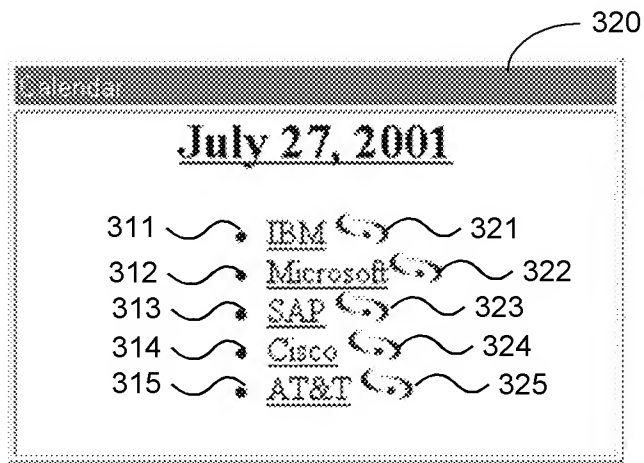 320
Calendar
July 27, 2001
311 IBM 321
312 Microsoft 322
313 SAP 323
314 Cisco 324
315 AT&T 325